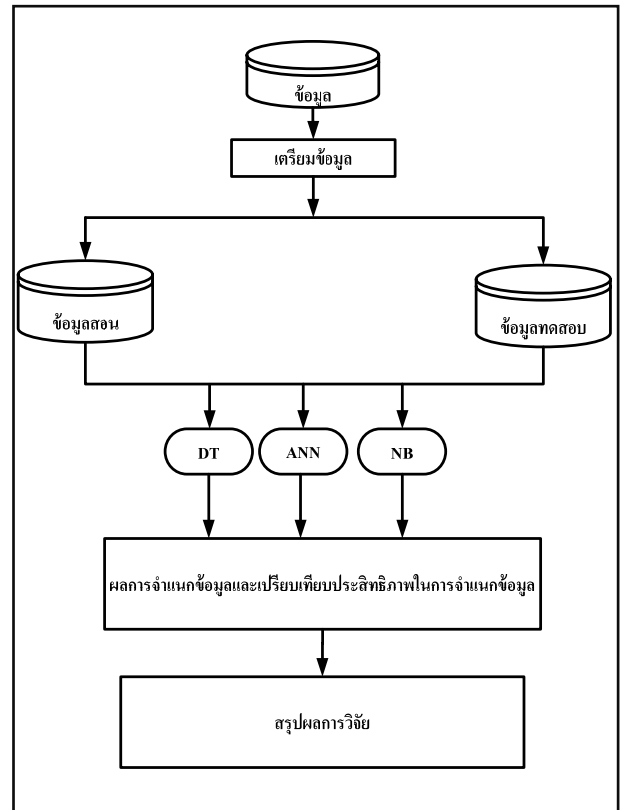 ข้อมูล
เตรียมข้อมูล
ข้อมูลสอน
ข้อมูลทดสอบ
DT
ANN
NB
ผลการจำแนกข้อมูลและเปรียบเทียบประสิทธิภาพในการจำแนกข้อมูล
สรุปผลการวิจัย